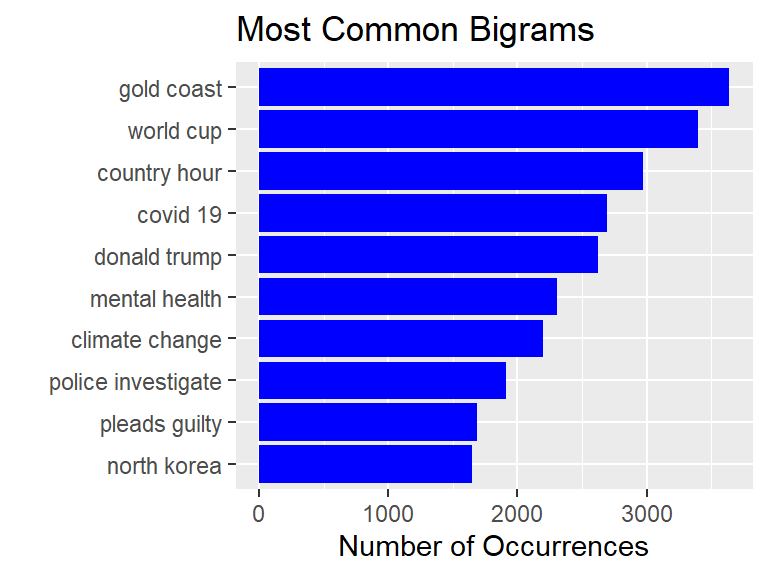 Most Common Bigrams
gold coast
world cup
country hour
covid 19
donald trump
mental health
climate change
police investigate
pleads guilty
north korea
0 1000 2000 3000
Number of Occurrences